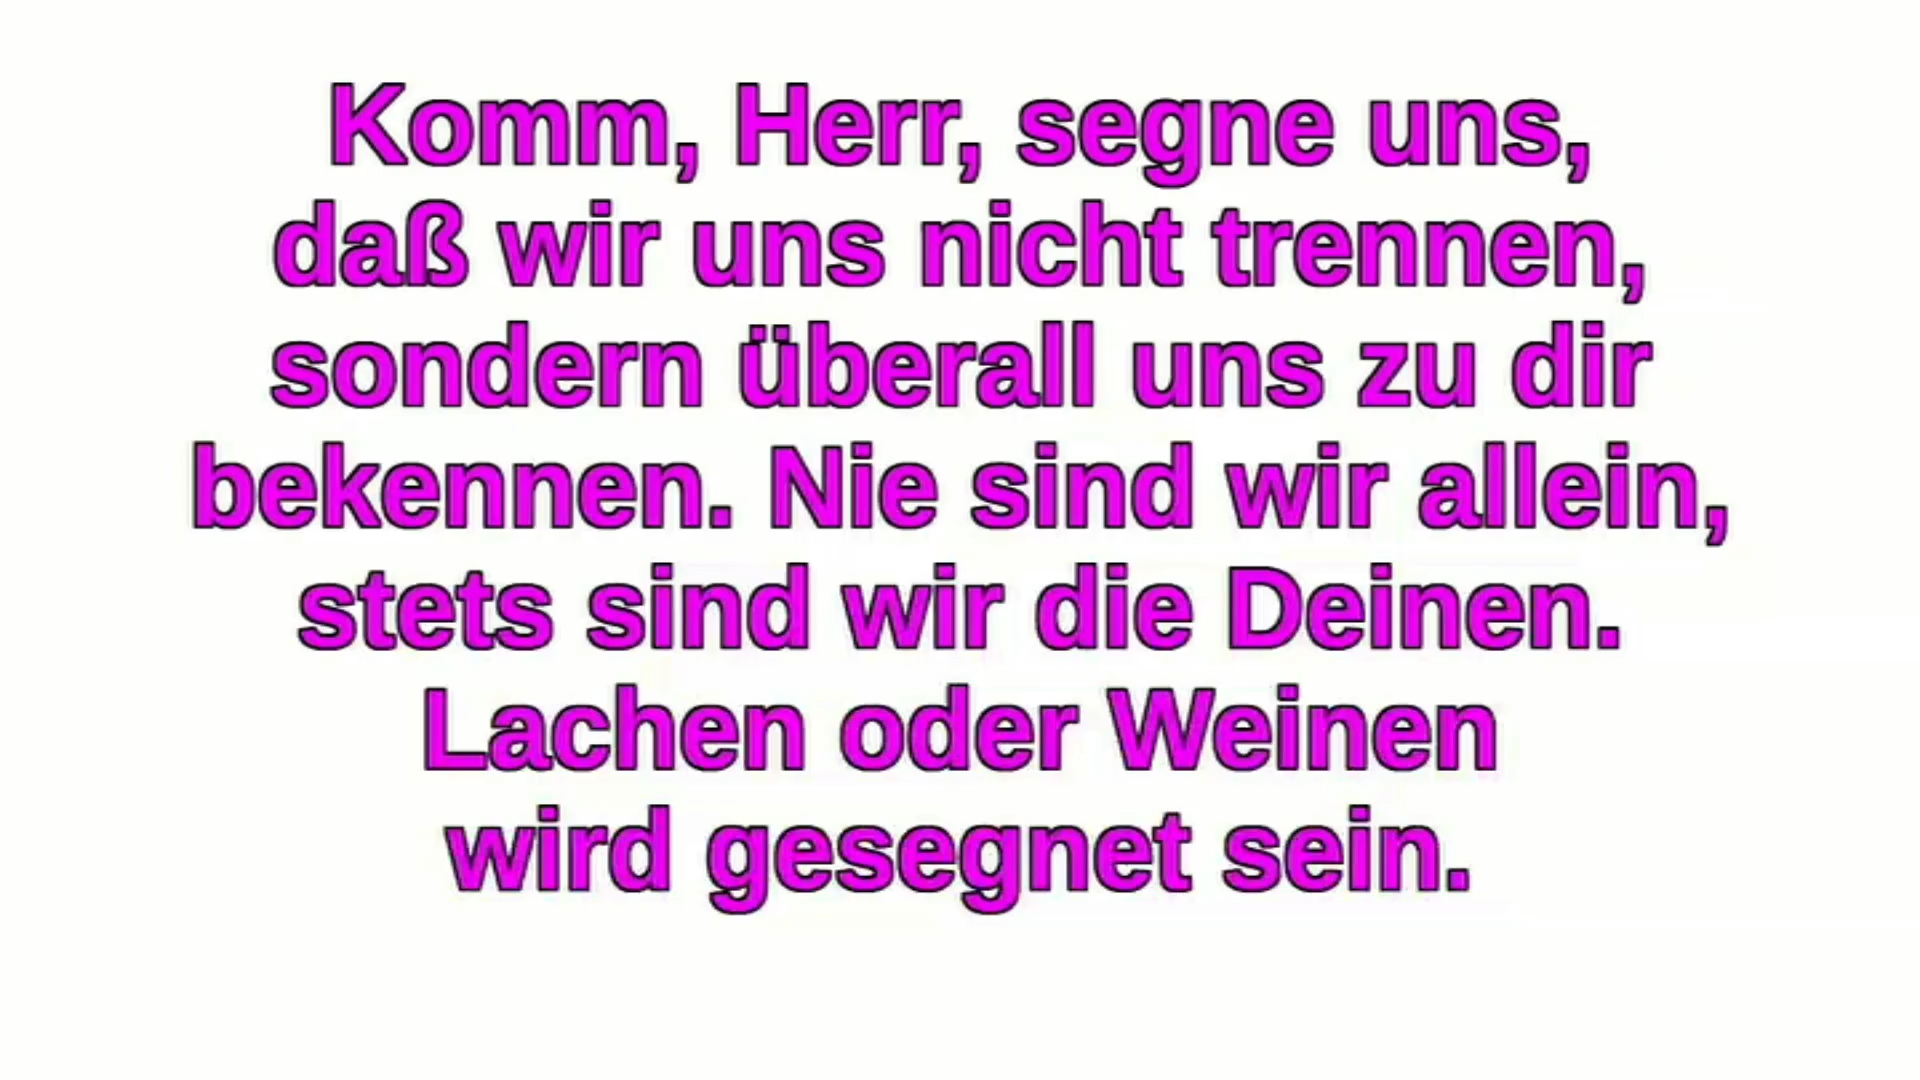 Komm, Herr, segne uns,
daß wir uns nicht trennen,
sondern überall uns zu dir
bekennen. Nie sind wir allein,
stets sind wir die Deinen.
Lachen oder Weinen
wird gesegnet sein.